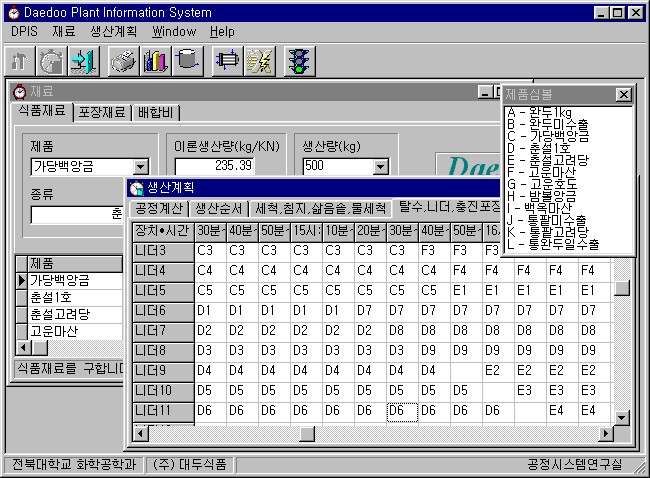 Daedoo Plant Information System
DPIS 재료 생산계획 Window Help
재료
식품재료 포장재료 배합비
제품 이론생산량(kg/KN) 생산량(kg)
가당백앙금 235.39 500
종류
춘
제품
가당백앙금
춘설1호
춘설고려당
고운마산
식품재료를 구합니다
제품심볼
A - 완두1kg
B - 완두미수출
C - 가당백앙금
D - 춘설1호
E - 춘설고려당
F - 고운마산
G - 고운호도
H - 밤볼앙금
I - 백옥마산
J - 통팥미수출
K - 통팥고려당
L - 통완두일수출
생산계획
공정계산 생산순서 세척,침지,삶음솥,물세척 탈수,니더,충진포장
장치•시간 30분~ 40분~ 50분~ 15시: 10분~ 20분~ 30분~ 40분~ 50분~ 16시
니더3 C3 C3 C3 C3 C3 C3 C3 F3 F3 F3
니더4 C4 C4 C4 C4 C4 C4 C4 C4 F4 F4 F4 F4 F4
니더5 C5 C5 C5 C5 C5 C5 C5 C5 E1 E1 E1 E1
니더6 D1 D1 D1 D1 D1 D7 D7 D7 D7 D7 D7 D7
니더7 D2 D2 D2 D2 D2 D2 D8 D8 D8 D8 D8 D8
니더8 D3 D3 D3 D3 D3 D3 D3 D9 D9 D9 D9 D9
니더9 D4 D4 D4 D4 D4 D4 D4 D4 E2 E2 E2
니더10 D5 D5 D5 D5 D5 D5 D5 D5 D5 E3 E3 E3
니더11 D6 D6 D6 D6 D6 D6 D6 D6 D6 D6 E4 E4
전북대학교 화학공학과 (주) 대두식품 공정시스템연구실